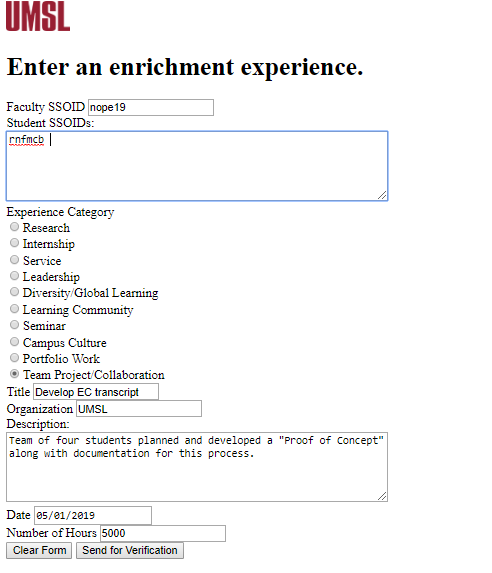 UMSL
Enter an enrichment experience.
Faculty SSOID nope19
Student SSOIDs:
rnfmcb
Experience Category
Research
Internship
Service
Leadership
Diversity/Global Learning
Learning Community
Seminar
Campus Culture
Portfolio Work
Team Project/Collaboration
Title Develop EC transcript
Organization UMSL
Description:
Team of four students planned and developed a "Proof of Concept"
along with documentation for this process.
Date 05/01/2019
Number of Hours 5000
Clear Form Send for Verification